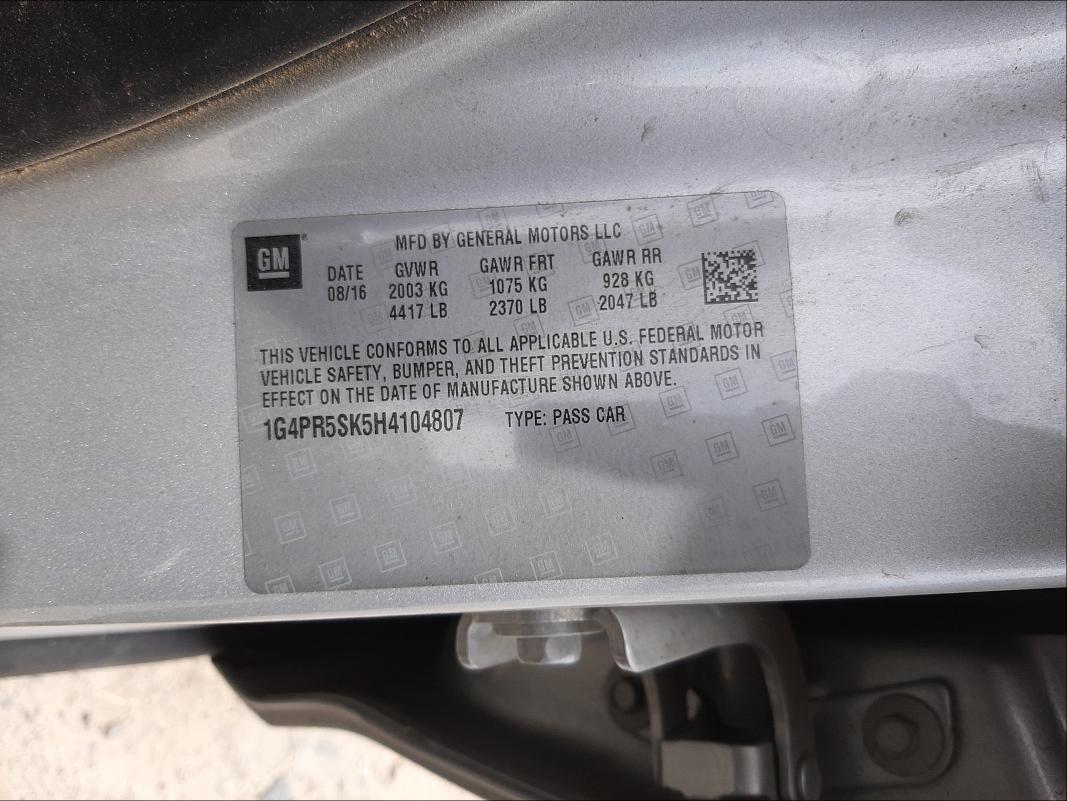 GM
MFD BY GENERAL MOTORS LLC
DATE GVWR GAWR FRT GAWR RR
08/16 2003 KG 1075 KG 928 KG
4417 LB 2370 LB 2047 LB
THIS VEHICLE CONFORMS TO ALL APPLICABLE U.S. FEDERAL MOTOR
VEHICLE SAFETY, BUMPER, AND THEFT PREVENTION STANDARDS IN
EFFECT ON THE DATE OF MANUFACTURE SHOWN ABOVE.
1G4PR5SK5H4104807 TYPE: PASS CAR